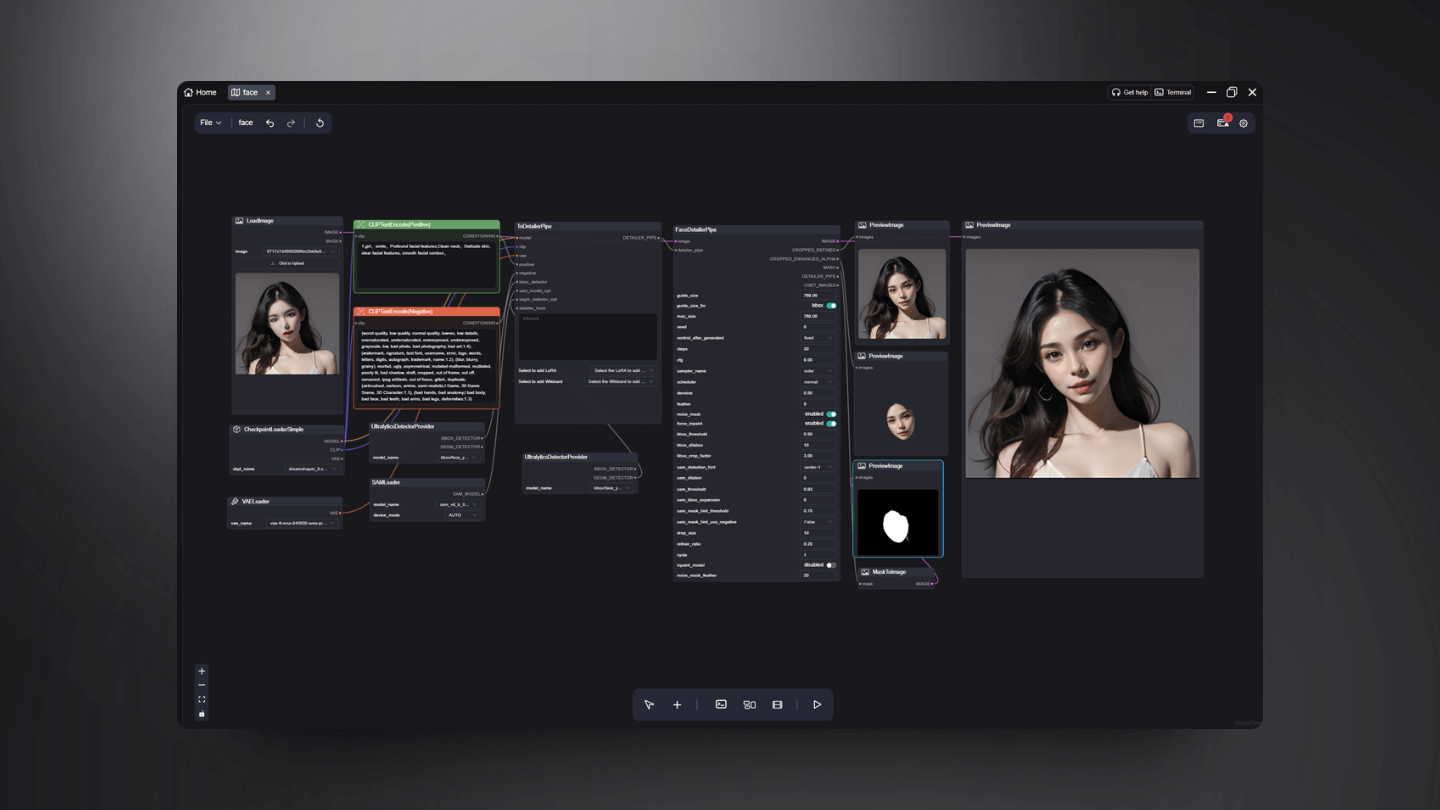 Home
face
Get help
Terminal
File
face
LoadImage
IMAGE
MASK
image
Click to Upload
CLIPTextEncode(Positive)
clip
CONDITIONING
1 girl, smile, Profound facial features,Clean neck, Delicate skin,
clear facial features, smooth facial contour,
CLIPTextEncode(Negative)
clip
CONDITIONING
(worst quality, low quality, normal quality, lowres, low details,
oversaturated, undersaturated, overexposed, underexposed,
grayscale, bw, bad photo, bad photography, bad art:1.4),
(watermark, signature, text font, username, error, logo, words,
letters, digits, autograph, trademark, name:1.2), (blur, blurry,
grainy), morbid, ugly, asymmetrical, mutated malformed, mutilated,
poorly lit, bad shadow, draft, cropped, out of frame, cut off,
censored, jpeg artifacts, out of focus, glitch, duplicate,
(airbrushed, cartoon, anime, semi-realistic,) Game. 3D Game
Scene, 3D Character:1.1), (bad hands, bad anatomy;) bad body,
bad face, bad teeth, bad arms, bad legs, deformities:1.3)
CheckpointLoaderSimple
MODEL
CLIP
VAE
ckpt_name
VAELoader
VAE
vae_name
UltralyticsDetectorProvider
BBOX_DETECTOR
SEGM_DETECTOR
model_name
SAMLoader
SAM_MODEL
model_name
device_mode
AUTO
ToDetailerPipe
model
DETAILER_PIPE
clip
vae
positive
negative
bbox_detector
sam_model_opt
segm_detector_opt
detailer_hook
wildcard
Select to add LoRA
Select the LoRA to add ...
Select to add Wildcard
Select the Wildcard to add ...
UltralyticsDetectorProvider
BBOX_DETECTOR
SEGM_DETECTOR
model_name
FaceDetailerPipe
image
IMAGE
detailer_pipe
CROPPED_REFINED
CROPPED_ENHANCED_ALPHA
MASK
DETAILER_PIPE
CNET_IMAGES
guide_size 768.00
guide_size_for bbox
max_size 768.00
seed 0
control_after_generated fixed
steps 30
cfg 8.00
sampler_name euler
scheduler normal
denoise 0.50
feather 0
noise_mask enabled
force_inpaint enabled
bbox_threshold 0.50
bbox_dilation 10
bbox_crop_factor 3.00
sam_detection_hint center-1
sam_dilation 0
sam_threshold 0.93
sam_bbox_expansion 0
sam_mask_hint_threshold 0.70
sam_mask_hint_use_negative False
drop_size 10
refiner_ratio 0.20
cycle 1
inpaint_model disabled
noise_mask_feather 20
PreviewImage
images
PreviewImage
images
PreviewImage
images
MaskToImage
mask
IMAGE
PreviewImage
images